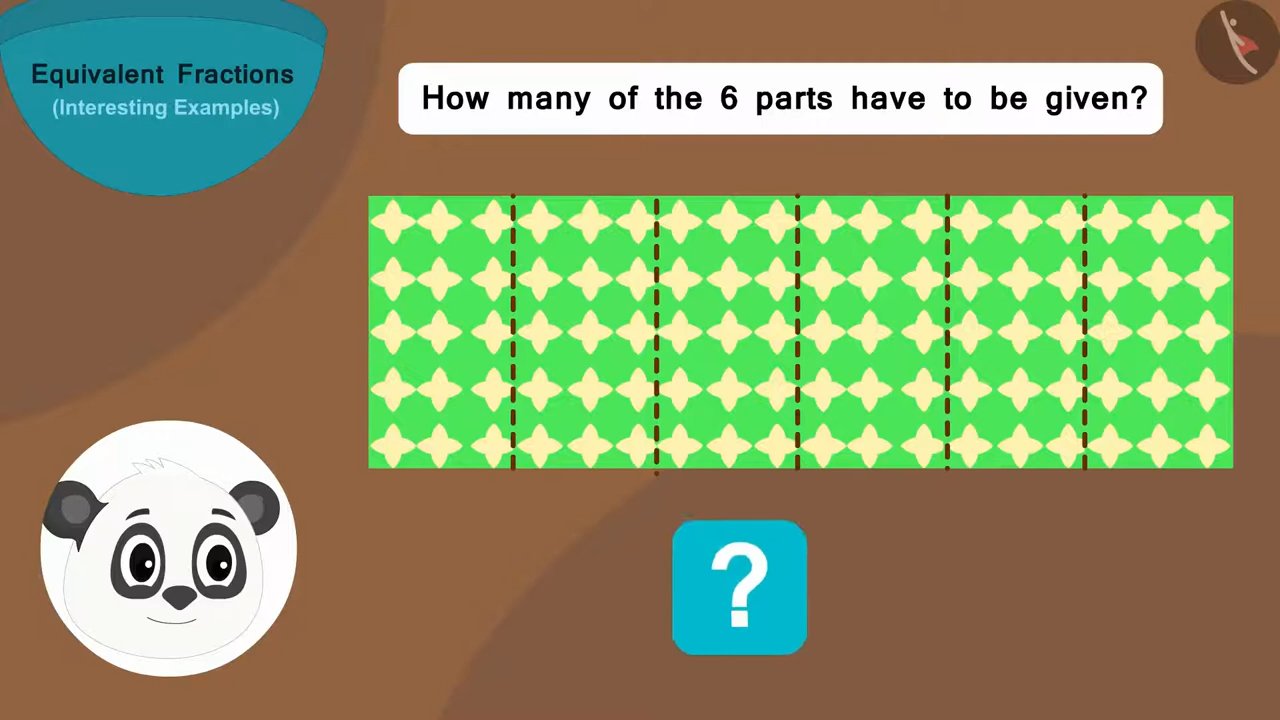 Equivalent Fractions
(Interesting Examples)
How many of the 6 parts have to be given?
?